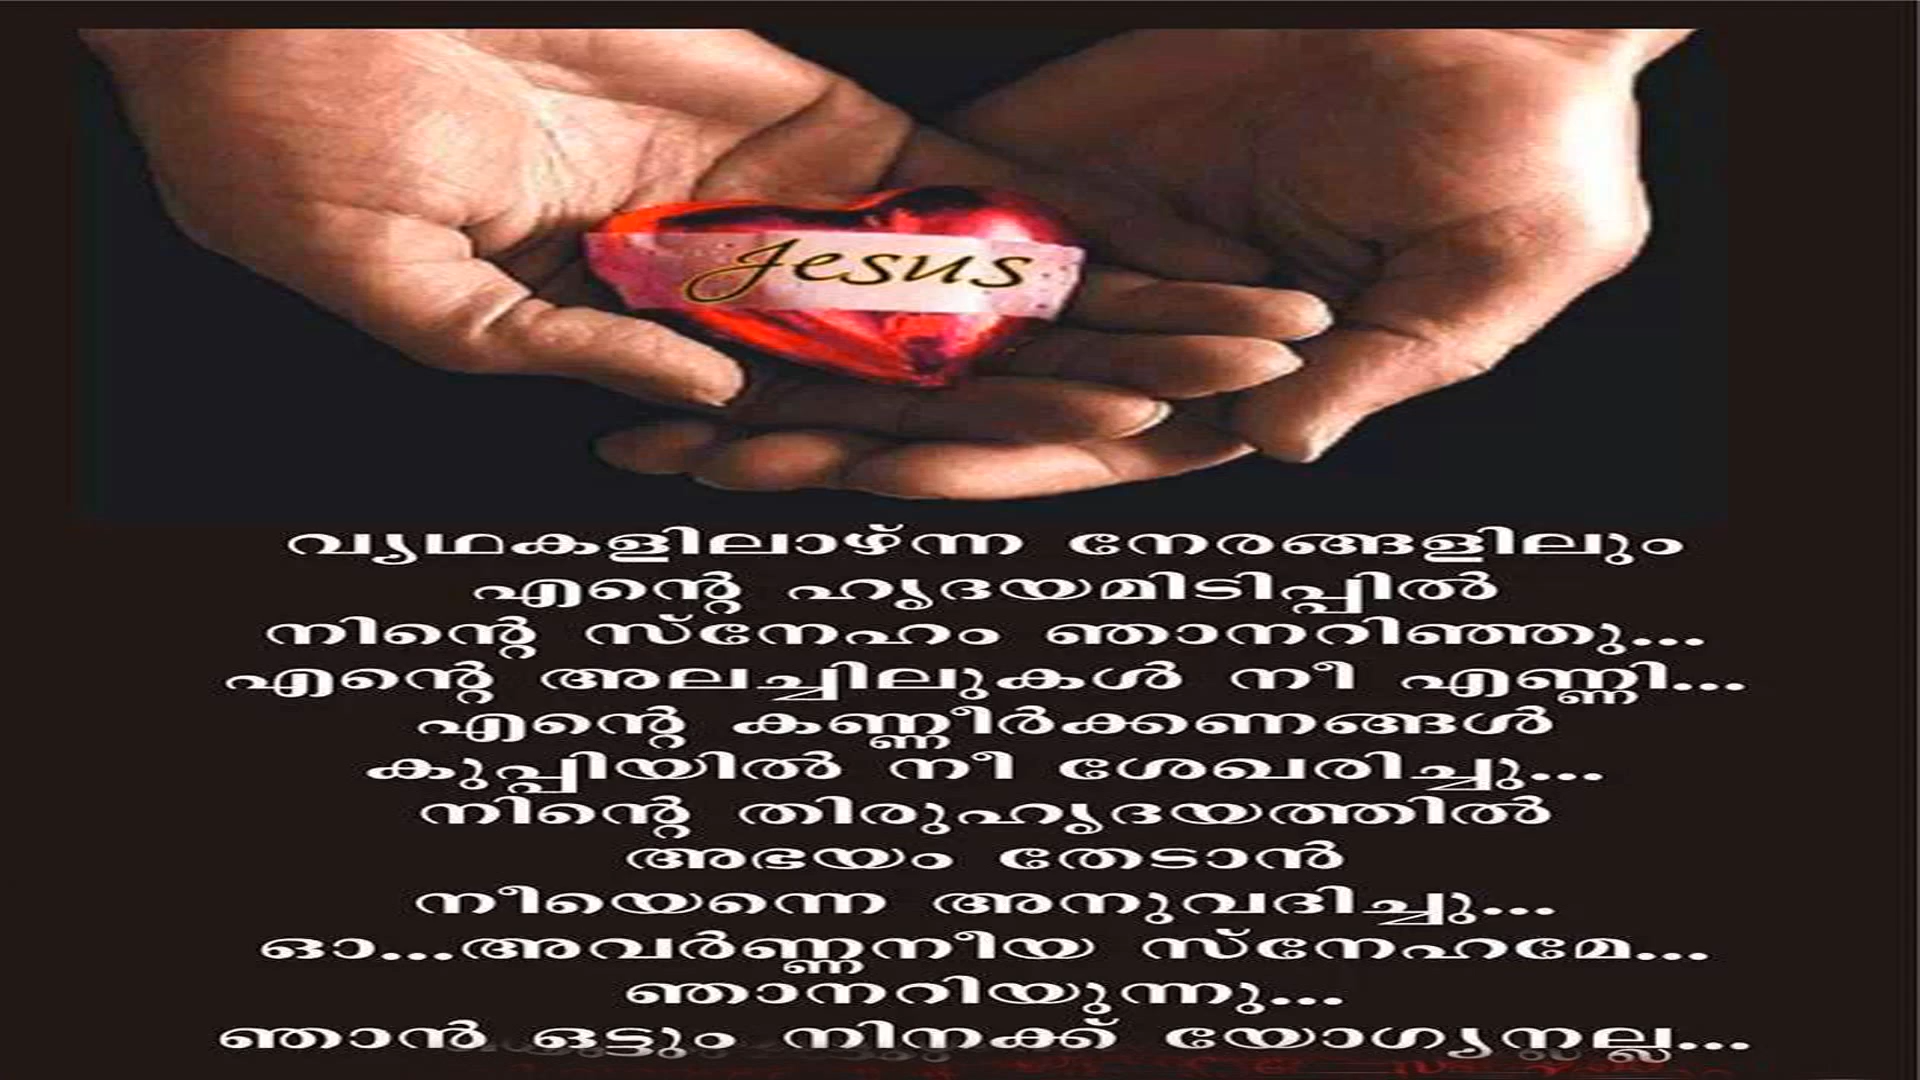 Jesus
വ്യഥകളിലാഴ്ന്ന നേരങ്ങളിലും
എന്റെ ഹൃദയമിടിപ്പിൽ
നിന്റെ സ്നേഹം ഞാനറിഞ്ഞു...
എന്റെ അലച്ചിലുകൾ നീ എണ്ണി...
എന്റെ കണ്ണീർക്കണങ്ങൾ
കുപ്പിയിൽ നീ ശേഖരിച്ചു...
നിന്റെ തിരുഹൃദയത്തിൽ
അഭയം തേടാൻ
നീയെന്നെ അനുവദിച്ചു...
ഓ...അവർണ്ണനീയ സ്നേഹമേ...
ഞാനറിയുന്നു...
ഞാൻ ഒട്ടും നിനക്ക് യോഗ്യനല്ല...